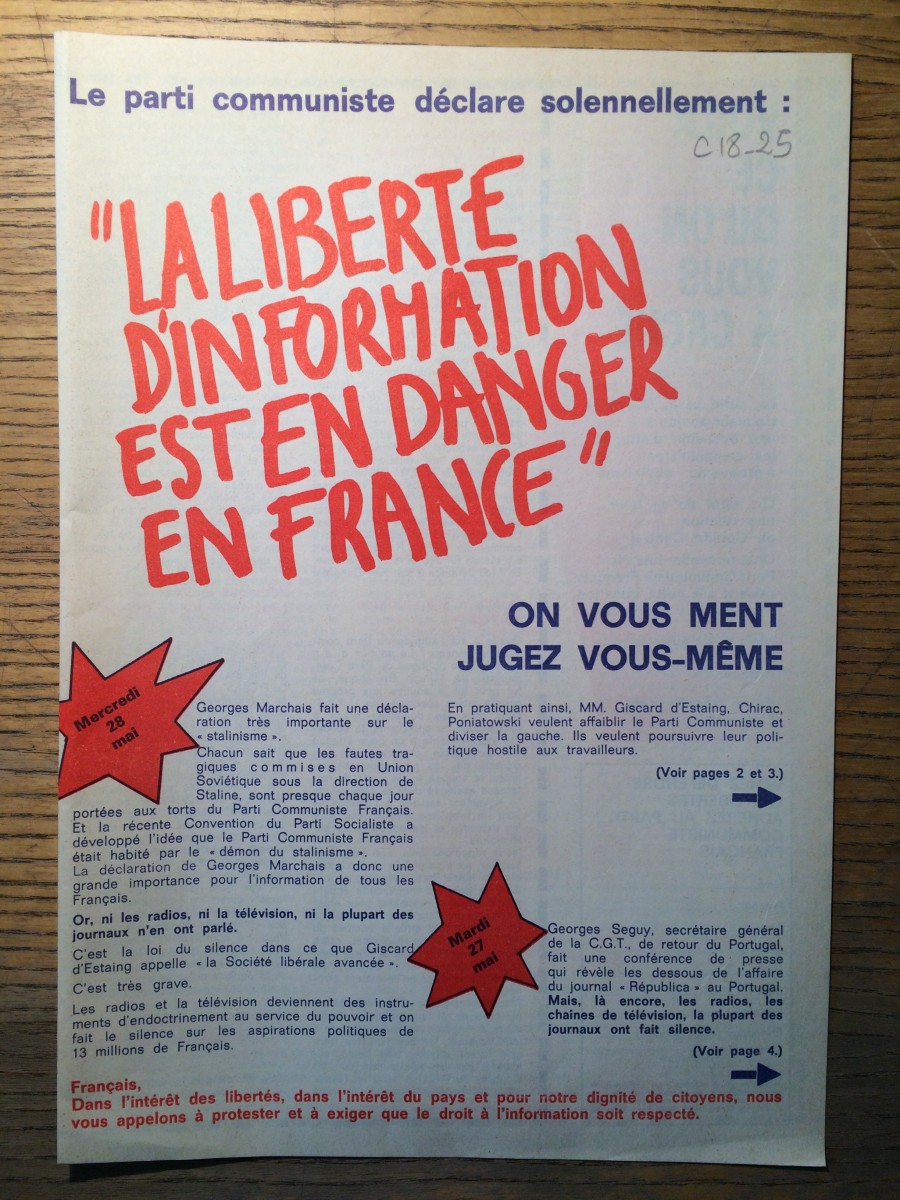 Le parti communiste déclare solennellement :
C18-25
"LA LIBERTE
D'INFORMATION
EST EN DANGER
EN FRANCE"
ON VOUS MENT
JUGEZ VOUS-MÊME
Mercredi
28
mai
Georges Marchais fait une décla-
ration très importante sur le
« stalinisme ».
Chacun sait que les fautes tra-
giques commises en Union
Soviétique sous la direction de
Staline, sont presque chaque jour
portées aux torts du Parti Communiste Français.
Et la récente Convention du Parti Socialiste a
développé l'idée que le Parti Communiste Français
était habité par le « démon du stalinisme ».
La déclaration de Georges Marchais a donc une
grande importance pour l'information de tous les
Français.
Or, ni les radios, ni la télévision, ni la plupart des
journaux n'en ont parlé.
C'est la loi du silence dans ce que Giscard
d'Estaing appelle « la Société libérale avancée ».
C'est très grave.
Les radios et la télévision deviennent des instru-
ments d'endoctrinement au service du pouvoir et on
fait le silence sur les aspirations politiques de
13 millions de Français.
En pratiquant ainsi, MM. Giscard d'Estaing, Chirac,
Poniatowski veulent affaiblir le Parti Communiste et
diviser la gauche. Ils veulent poursuivre leur poli-
tique hostile aux travailleurs.
(Voir pages 2 et 3.)
Mardi
27
mai
Georges Seguy, secrétaire général
de la C.G.T., de retour du Portugal,
fait une conférence de presse
qui révèle les dessous de l'affaire
du journal « Républica » au Portugal.
Mais, là encore, les radios, les
chaines de télévision, la plupart des
journaux ont fait silence.
(Voir page 4.)
Français,
Dans l'intérêt des libertés, dans l'intérêt du pays et pour notre dignité de citoyens, nous
vous appelons à protester et à exiger que le droit à l'information soit respecté.